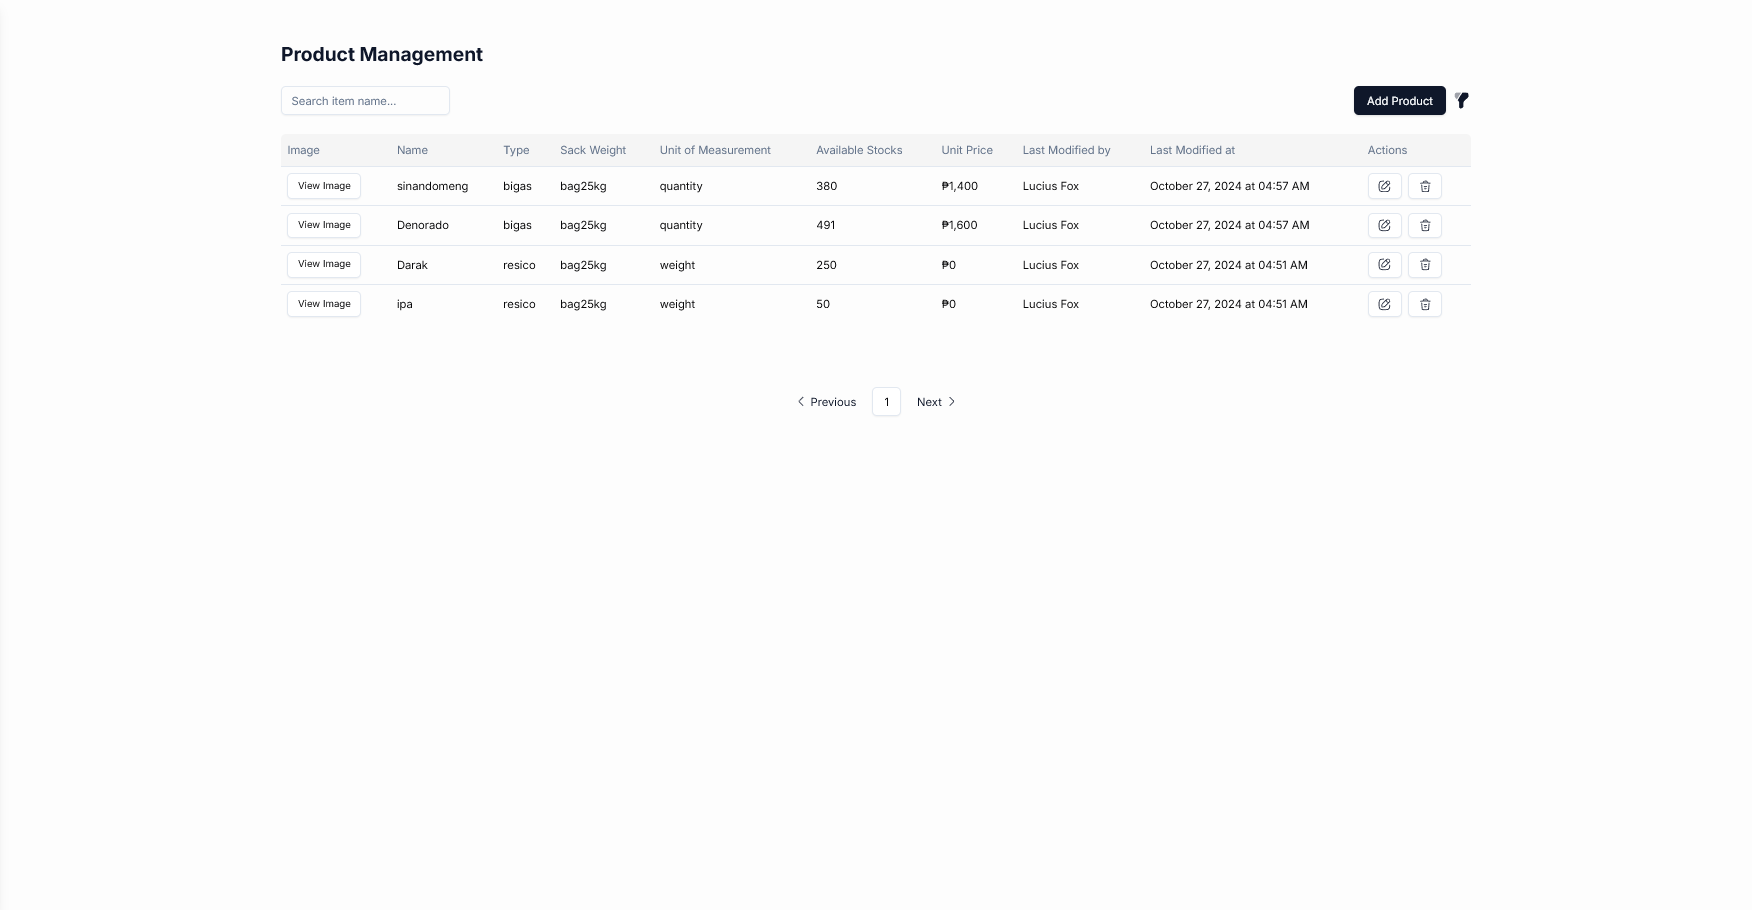 Product Management
Search item name...
Add Product
Image Name Type Sack Weight Unit of Measurement Available Stocks Unit Price Last Modified by Last Modified at Actions
View Image sinandomeng bigas bag25kg quantity 380 ₱1,400 Lucius Fox October 27, 2024 at 04:57 AM
View Image Denorado bigas bag25kg quantity 491 ₱1,600 Lucius Fox October 27, 2024 at 04:57 AM
View Image Darak resico bag25kg weight 250 ₱0 Lucius Fox October 27, 2024 at 04:51 AM
View Image ipa resico bag25kg weight 50 ₱0 Lucius Fox October 27, 2024 at 04:51 AM
Previous 1 Next